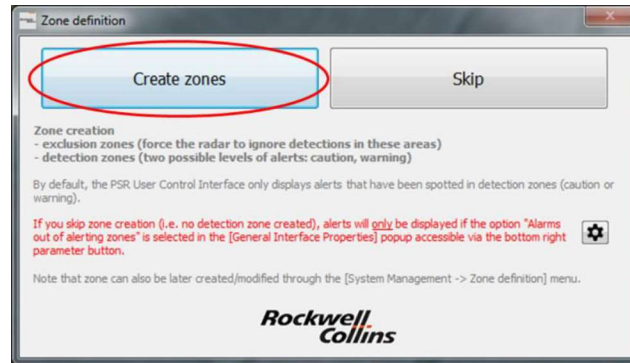 Zone definition
Create zones
Skip
Zone creation
- exclusion zones (force the radar to ignore detections in these areas)
- detection zones (two possible levels of alerts: caution, warning)
By default, the PSR User Control Interface only displays alerts that have been spotted in detection zones (caution or
warning).
If you skip zone creation (i.e. no detection zone created), alerts will only be displayed if the option "Alarms
out of alerting zones" is selected in the [General Interface Properties] popup accessible via the bottom right
parameter button.
Note that zone can also be later created/modified through the [System Management -> Zone definition] menu.
Rockwell
Collins